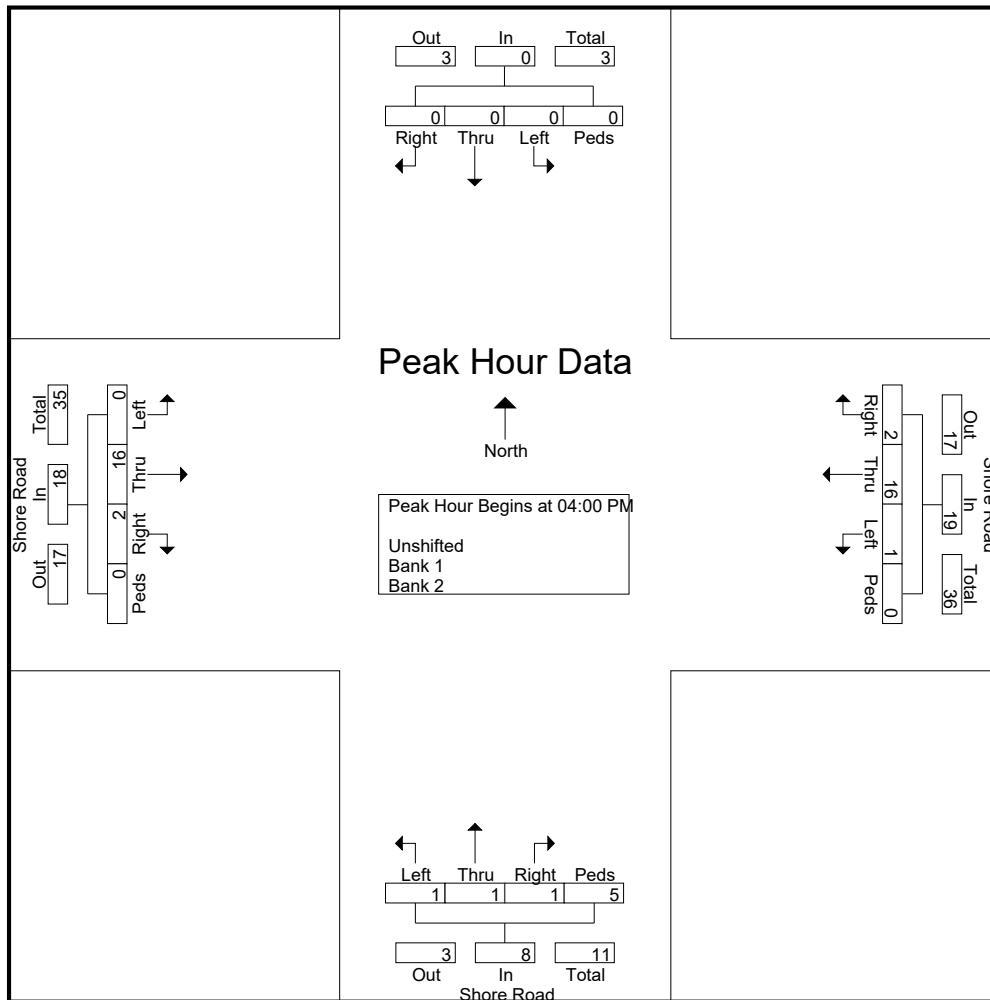 Out In Total
3 0 3
0 0 0 0
Right Thru Left Peds
Peak Hour Data
North
Peak Hour Begins at 04:00 PM
Unshifted
Bank 1
Bank 2
Shore Road
Out In Total
17 18 35
0 2 16 0
Peds Right Thru Left
Shore Road
Out In Total
17 19 36
2 16 1 0
Right Thru Left Peds
Left Thru Right Peds
1 1 1 5
3 8 11
Out In Total
Shore Road